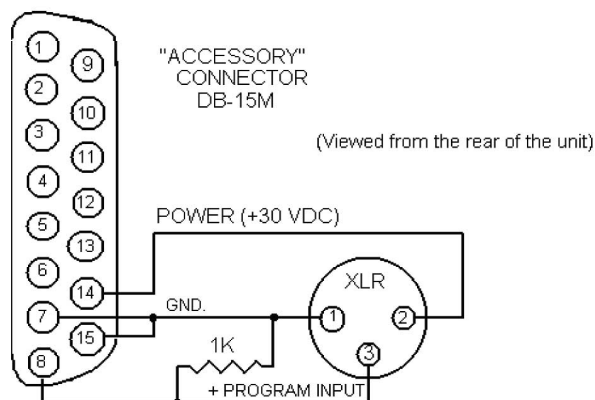 "ACCESSORY"
CONNECTOR
DB-15M
(Viewed from the rear of the unit)
1
9
2
10
3
11
4
12
5
13
6
14
7
15
8
POWER (+30 VDC)
GND.
1K
+ PROGRAM INPUT
XLR
1
2
3